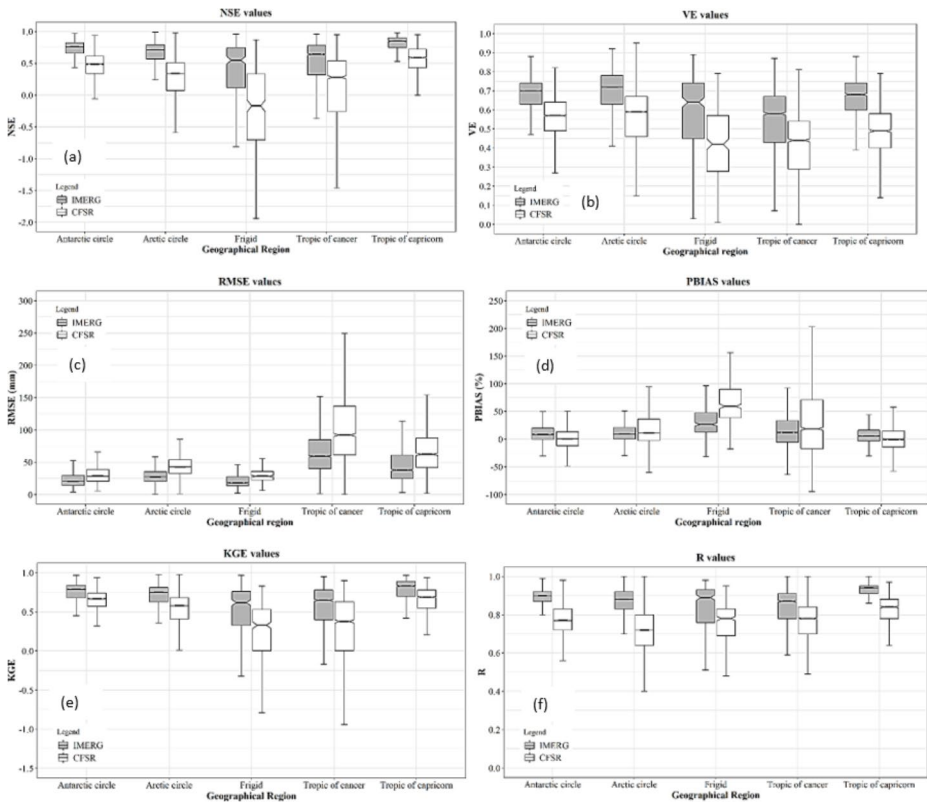 NSE values
1.0
0.5
0.0
-0.5
-1.0
-1.5
-2.0
NSE
(a)
Legend
IMERG
CFSR
Antarctic circle Arctic circle Frigid Tropic of cancer Tropic of capricorn
Geographical Region
VE values
1.0
0.9
0.8
0.7
0.6
0.5
0.4
0.3
0.2
0.1
0.0
VE
(b)
Legend
IMERG
CFSR
Antarctic circle Arctic circle Frigid Tropic of cancer Tropic of capricorn
Geographical Region
RMSE values
300
250
200
150
100
50
0
RMSE (mm)
Legend
IMERG
CFSR
(c)
Antarctic circle Arctic circle Frigid Tropic of cancer Tropic of capricorn
Geographical region
PBIAS values
250
200
150
100
50
0
-50
-100
PBIAS (%)
Legend
IMERG
CFSR
(d)
Antarctic circle Arctic circle Frigid Tropic of cancer Tropic of capricorn
Geographical region
KGE values
1.0
0.5
0.0
-0.5
-1.0
-1.5
KGE
(e)
Legend
IMERG
CFSR
Antarctic circle Arctic circle Frigid Tropic of cancer Tropic of capricorn
Geographical Region
R values
1.0
0.8
0.6
0.2
0.0
R
(f)
Legend
IMERG
CFSR
Antarctic circle Arctic circle Frigid Tropic of cancer Tropic of capricorn
Geographical Region